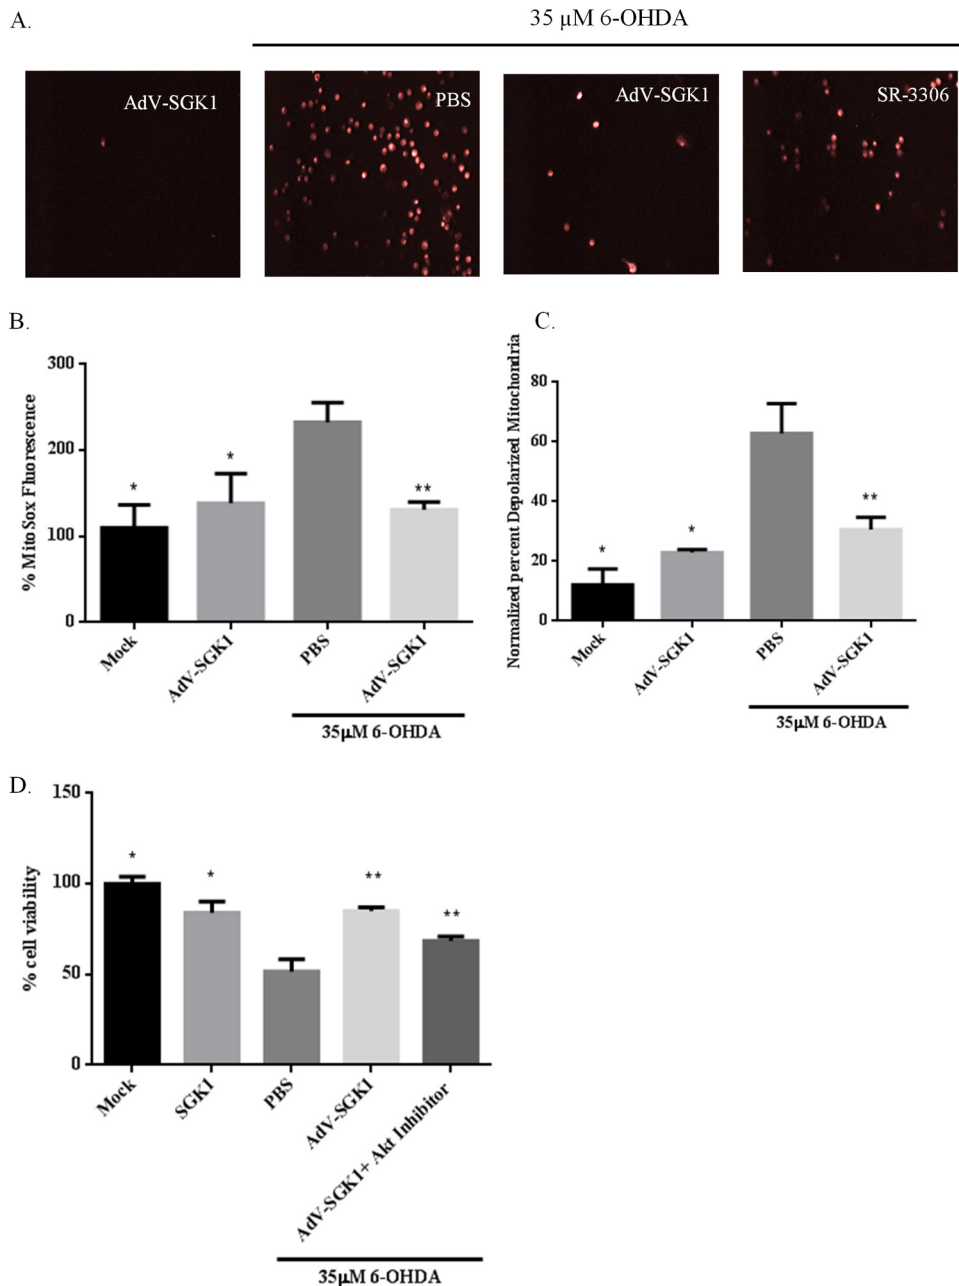 A.
35 µM 6-OHDA
AdV-SGK1
PBS
AdV-SGK1
SR-3306
B.
% MitoSox Fluorescence
300
200
100
0
Mock
AdV-SGK1
PBS
AdV-SGK1
*
*
**
35µM 6-OHDA
C.
Normalized percent Depolarized Mitochondria
80
60
40
20
0
Mock
AdV-SGK1
PBS
AdV-SGK1
*
*
**
35µM 6-OHDA
D.
% cell viability
150
100
50
0
*
*
**
**
Mock
SGK1
PBS
AdV-SGK1
AdV-SGK1+ Akt Inhibitor
35µM 6-OHDA